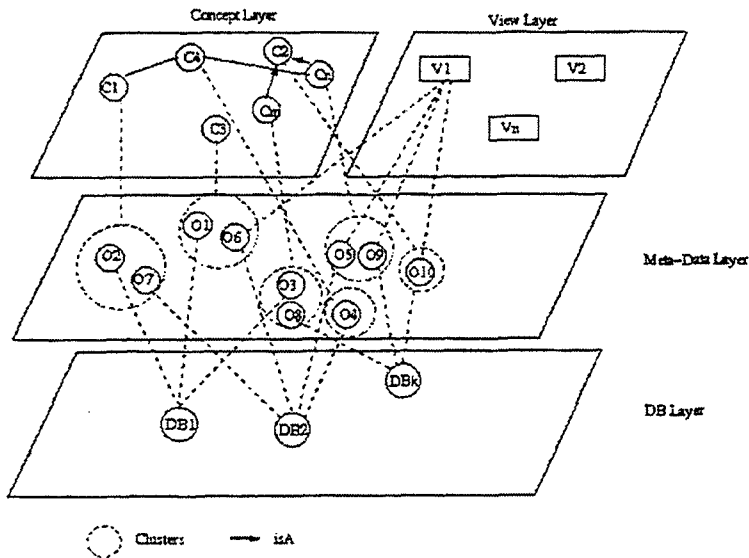 Concept Layer
View Layer
C4
C2
Cn
C1
Cm
C3
V1
V2
Vn
O1
O6
O2
O7
O5
O9
O10
O3
O8
O4
Meta-Data Layer
DBk
DB1
DB2
DB Layer
Clusters
isA